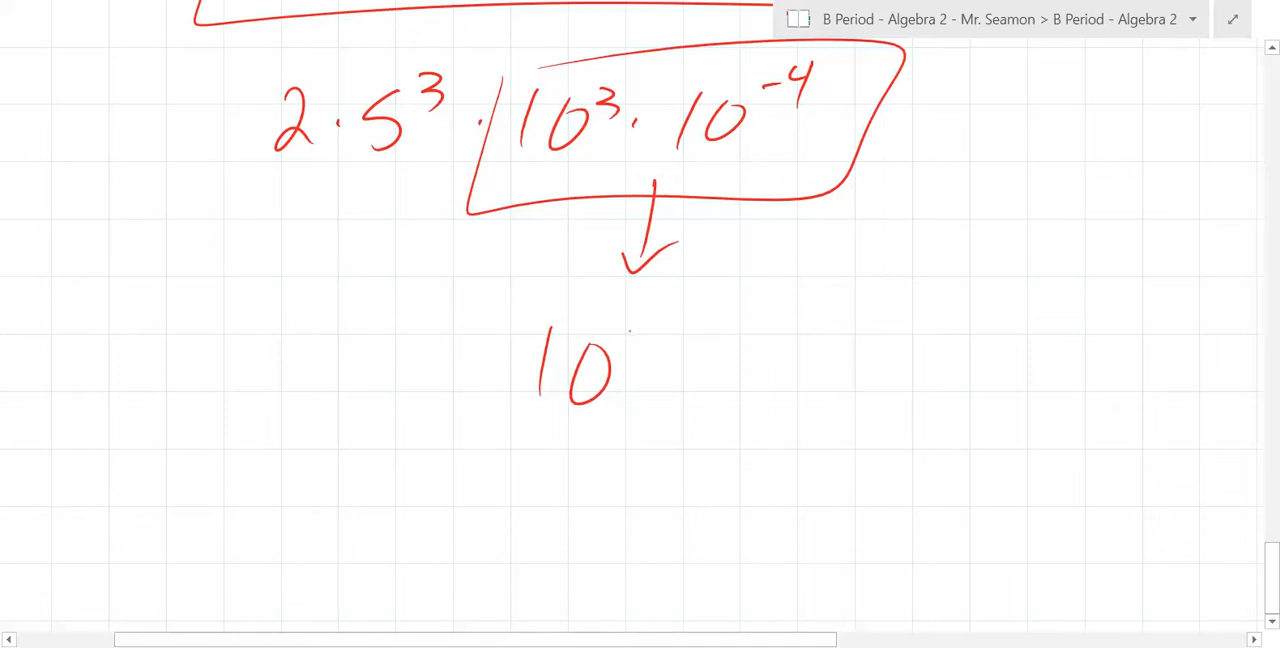 B Period - Algebra 2 - Mr. Seamon > B Period - Algebra 2
2 · 5³ · 10³ · 10⁻⁴
10